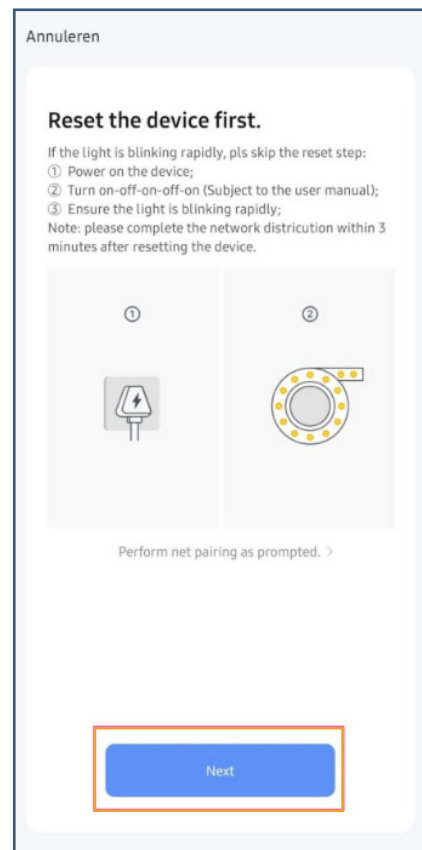 Annuleren
Reset the device first.
If the light is blinking rapidly, pls skip the reset step:
① Power on the device;
② Turn on-off-on-off-on (Subject to the user manual);
③ Ensure the light is blinking rapidly;
Note: please complete the network districution within 3
minutes after resetting the device.
① ②
Perform net pairing as prompted. >
Next